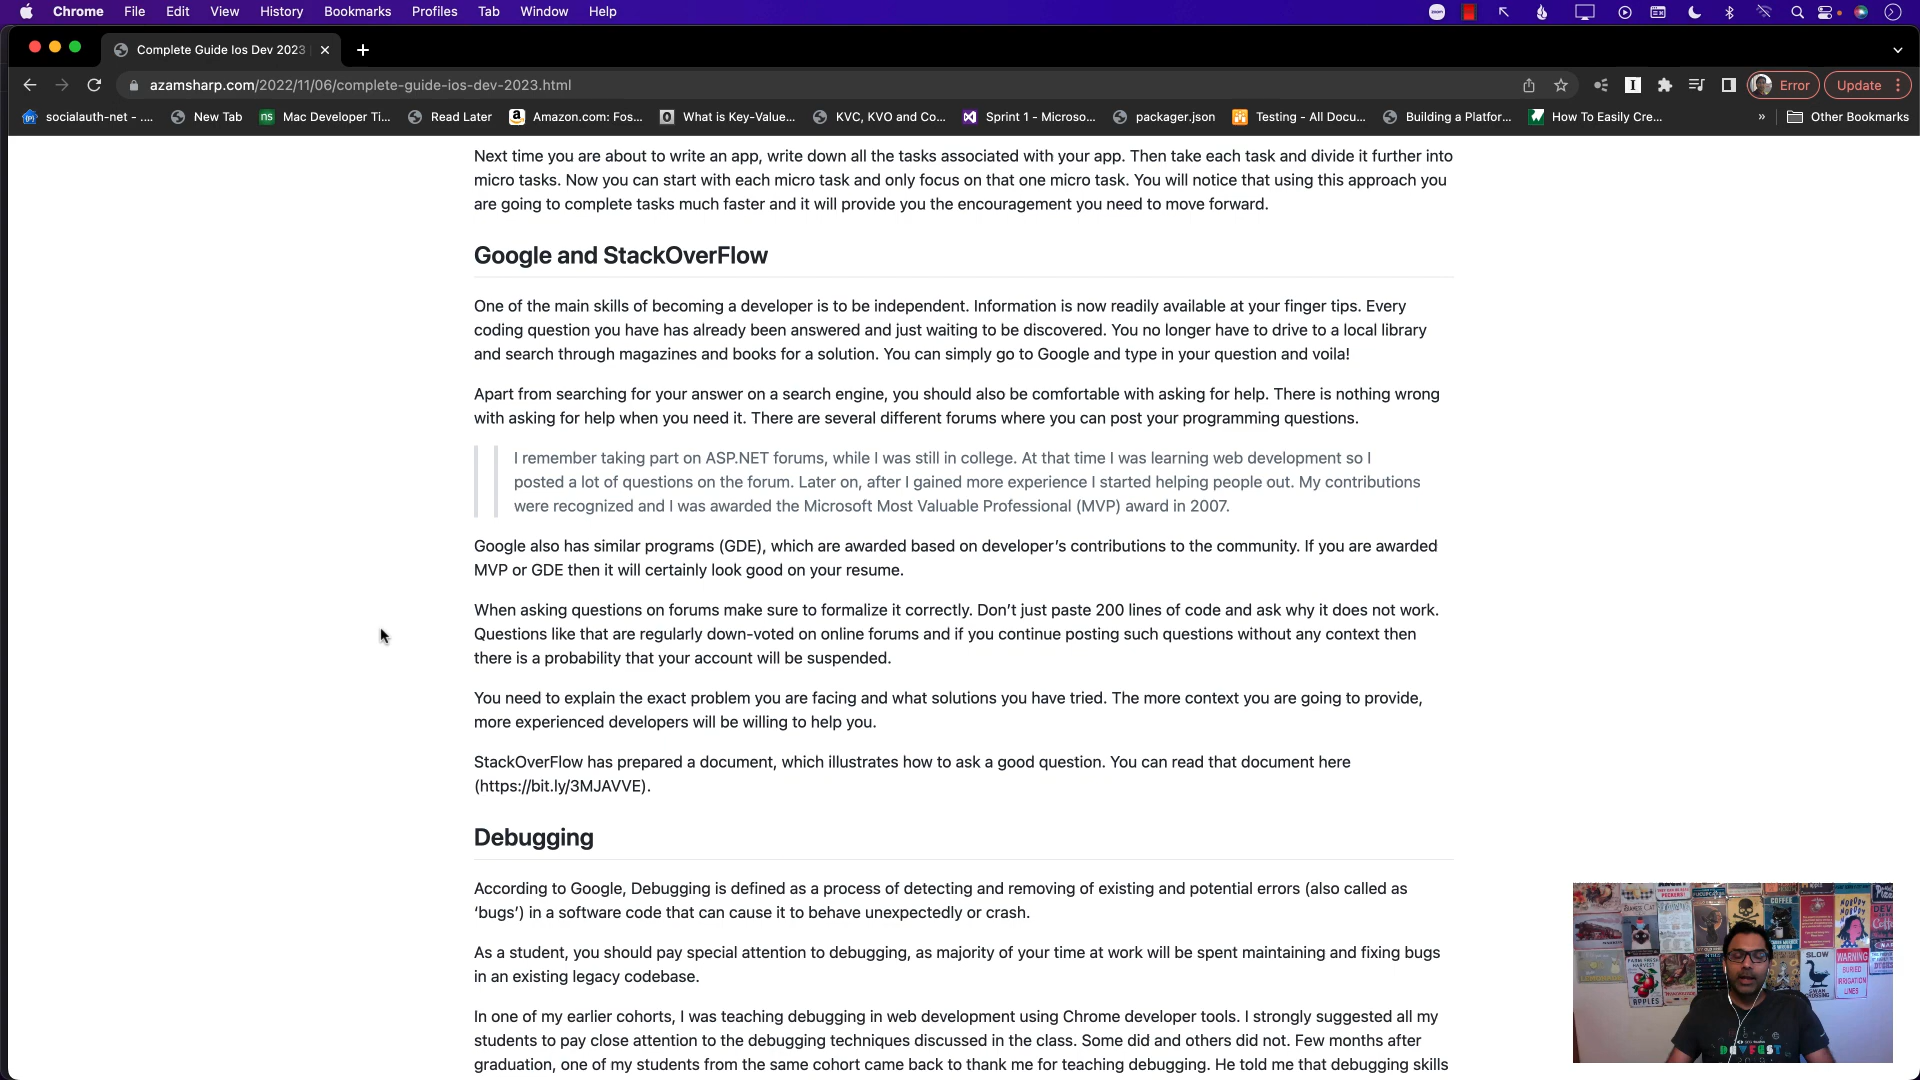 Chrome File Edit View History Bookmarks Profiles Tab Window Help
Complete Guide Ios Dev 2023
azamsharp.com/2022/11/06/complete-guide-ios-dev-2023.html
Error
Update
socialauth-net - ....
New Tab
Mac Developer Ti...
Read Later
Amazon.com: Fos...
What is Key-Value...
KVC, KVO and Co...
Sprint 1 - Microso...
packager.json
Testing - All Docu...
Building a Platfor...
How To Easily Cre...
»
Other Bookmarks
Next time you are about to write an app, write down all the tasks associated with your app. Then take each task and divide it further into
micro tasks. Now you can start with each micro task and only focus on that one micro task. You will notice that using this approach you
are going to complete tasks much faster and it will provide you the encouragement you need to move forward.
Google and StackOverFlow
One of the main skills of becoming a developer is to be independent. Information is now readily available at your finger tips. Every
coding question you have has already been answered and just waiting to be discovered. You no longer have to drive to a local library
and search through magazines and books for a solution. You can simply go to Google and type in your question and voila!
Apart from searching for your answer on a search engine, you should also be comfortable with asking for help. There is nothing wrong
with asking for help when you need it. There are several different forums where you can post your programming questions.
I remember taking part on ASP.NET forums, while I was still in college. At that time I was learning web development so I
posted a lot of questions on the forum. Later on, after I gained more experience I started helping people out. My contributions
were recognized and I was awarded the Microsoft Most Valuable Professional (MVP) award in 2007.
Google also has similar programs (GDE), which are awarded based on developer's contributions to the community. If you are awarded
MVP or GDE then it will certainly look good on your resume.
When asking questions on forums make sure to formalize it correctly. Don't just paste 200 lines of code and ask why it does not work.
Questions like that are regularly down-voted on online forums and if you continue posting such questions without any context then
there is a probability that your account will be suspended.
You need to explain the exact problem you are facing and what solutions you have tried. The more context you are going to provide,
more experienced developers will be willing to help you.
StackOverFlow has prepared a document, which illustrates how to ask a good question. You can read that document here
(https://bit.ly/3MJAVVE).
Debugging
According to Google, Debugging is defined as a process of detecting and removing of existing and potential errors (also called as
'bugs') in a software code that can cause it to behave unexpectedly or crash.
As a student, you should pay special attention to debugging, as majority of your time at work will be spent maintaining and fixing bugs
in an existing legacy codebase.
In one of my earlier cohorts, I was teaching debugging in web development using Chrome developer tools. I strongly suggested all my
students to pay close attention to the debugging techniques discussed in the class. Some did and others did not. Few months after
graduation, one of my students from the same cohort came back to thank me for teaching debugging. He told me that debugging skills
COFFEE
NOBODY
FARM FRESH
HARVEST
APPLES
SLOW
WARNING
BURIED
IRRIGATION
LINES
DEVFEST